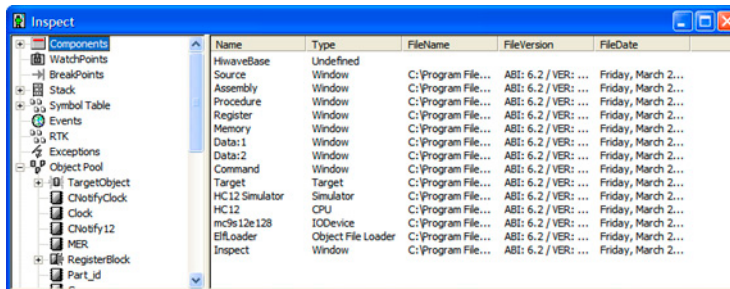 Inspect
Components
WatchPoints
BreakPoints
Stack
Symbol Table
Events
RTK
Exceptions
Object Pool
TargetObject
CNotifyClock
Clock
CNotify12
MER
RegisterBlock
Part_id
Name Type FileName FileVersion FileDate
HiwaveBase Undefined
Source Window C:\Program File... ABI: 6.2 / VER: ... Friday, March 2...
Assembly Window C:\Program File... ABI: 6.2 / VER: ... Friday, March 2...
Procedure Window C:\Program File... ABI: 6.2 / VER: ... Friday, March 2...
Register Window C:\Program File... ABI: 6.2 / VER: ... Friday, March 2...
Memory Window C:\Program File... ABI: 6.2 / VER: ... Friday, March 2...
Data:1 Window C:\Program File... ABI: 6.2 / VER: ... Friday, March 2...
Data:2 Window C:\Program File... ABI: 6.2 / VER: ... Friday, March 2...
Command Window C:\Program File... ABI: 6.2 / VER: ... Friday, March 2...
Target Target C:\Program File... ABI: 6.2 / VER: ... Friday, March 2...
HC12 Simulator Simulator C:\Program File... ABI: 6.2 / VER: ... Friday, March 2...
HC12 CPU C:\Program File... ABI: 6.2 / VER: ... Friday, March 2...
mc9s12e128 IODevice C:\Program File... ABI: 6.2 / VER: ... Friday, March 2...
ElfLoader Object File Loader C:\Program File... ABI: 6.2 / VER: ... Friday, March 2...
Inspect Window C:\Program File... ABI: 6.2 / VER: ... Friday, March 2...